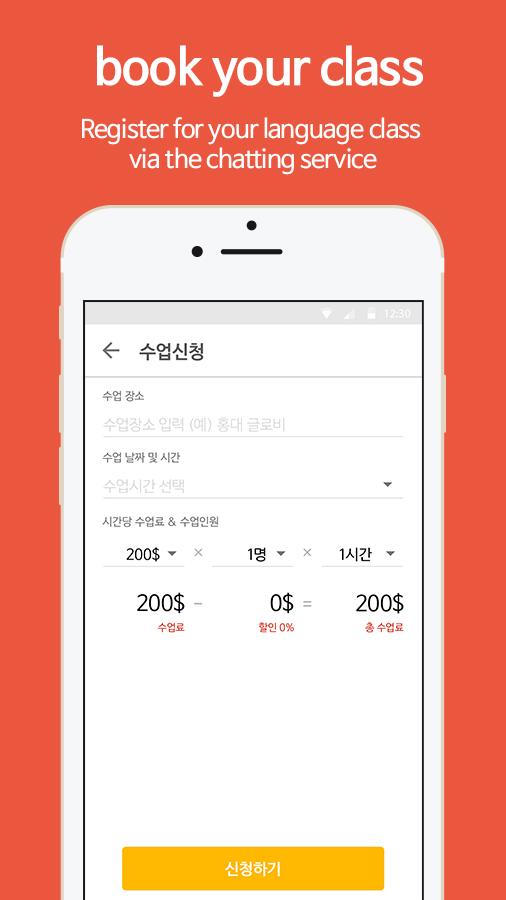 book your class
Register for your language class
via the chatting service
12:30
← 수업신청
수업 장소
수업장소 입력 (예) 홍대 글로비
수업 날짜 및 시간
수업시간 선택
시간당 수업료 & 수업인원
200$ × 1명 × 1시간
200$ − 0$ = 200$
수업료 할인 0% 총 수업료
신청하기